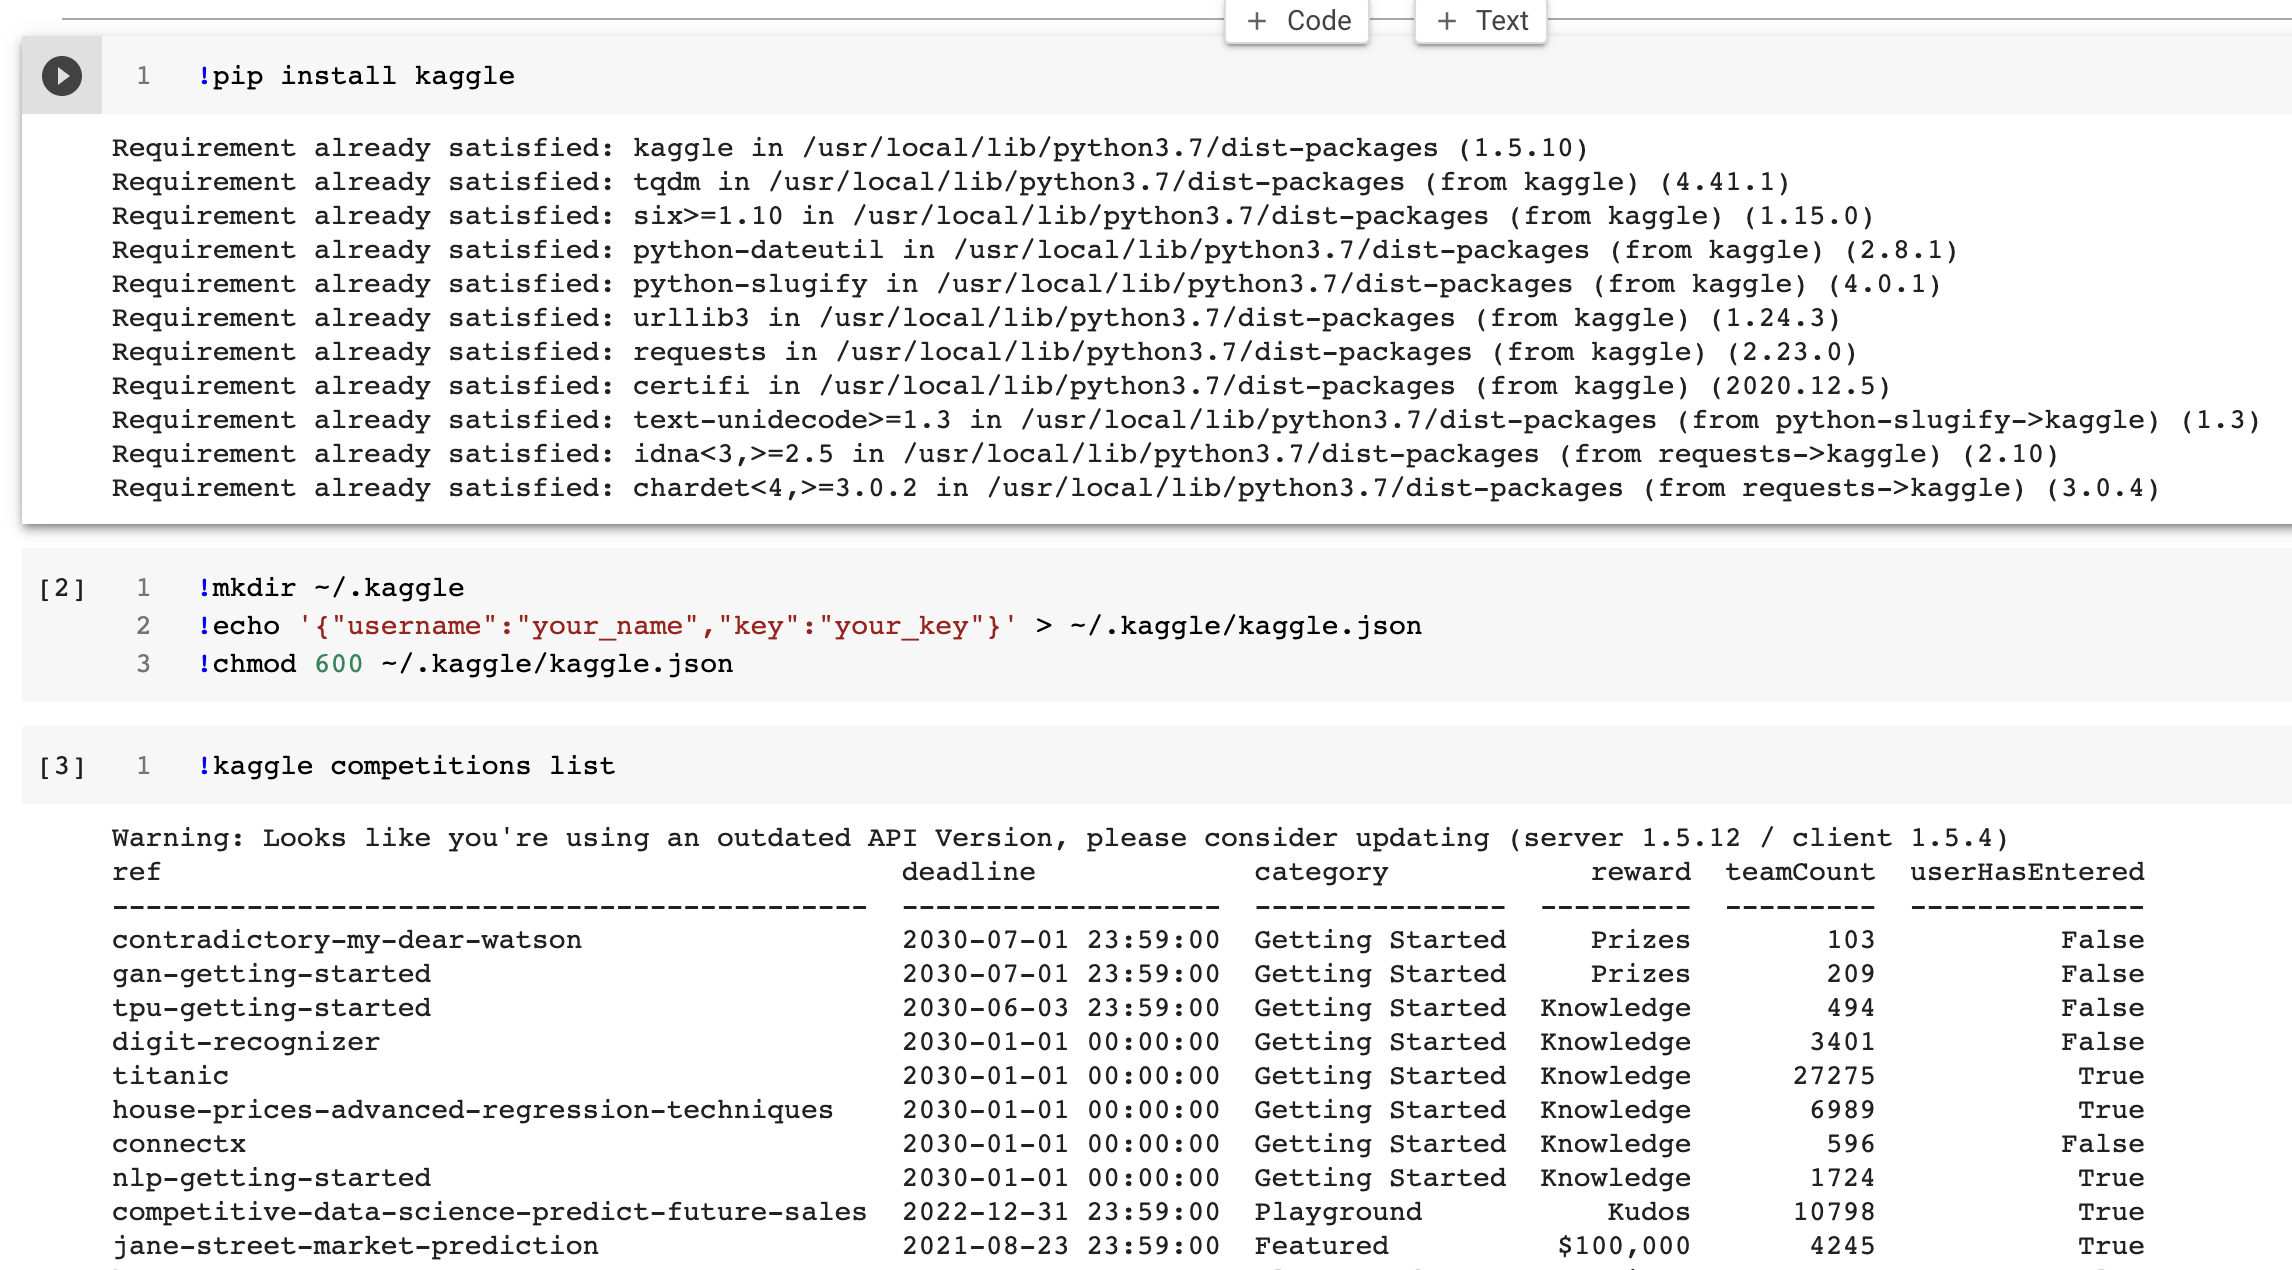 + Code + Text
1 !pip install kaggle
Requirement already satisfied: kaggle in /usr/local/lib/python3.7/dist-packages (1.5.10)
Requirement already satisfied: tqdm in /usr/local/lib/python3.7/dist-packages (from kaggle) (4.41.1)
Requirement already satisfied: six>=1.10 in /usr/local/lib/python3.7/dist-packages (from kaggle) (1.15.0)
Requirement already satisfied: python-dateutil in /usr/local/lib/python3.7/dist-packages (from kaggle) (2.8.1)
Requirement already satisfied: python-slugify in /usr/local/lib/python3.7/dist-packages (from kaggle) (4.0.1)
Requirement already satisfied: urllib3 in /usr/local/lib/python3.7/dist-packages (from kaggle) (1.24.3)
Requirement already satisfied: requests in /usr/local/lib/python3.7/dist-packages (from kaggle) (2.23.0)
Requirement already satisfied: certifi in /usr/local/lib/python3.7/dist-packages (from kaggle) (2020.12.5)
Requirement already satisfied: text-unidecode>=1.3 in /usr/local/lib/python3.7/dist-packages (from python-slugify->kaggle) (1.3)
Requirement already satisfied: idna<3,>=2.5 in /usr/local/lib/python3.7/dist-packages (from requests->kaggle) (2.10)
Requirement already satisfied: chardet<4,>=3.0.2 in /usr/local/lib/python3.7/dist-packages (from requests->kaggle) (3.0.4)
[2] 1 !mkdir ~/.kaggle
2 !echo '{"username":"your_name","key":"your_key"}' > ~/.kaggle/kaggle.json
3 !chmod 600 ~/.kaggle/kaggle.json
[3] 1 !kaggle competitions list
Warning: Looks like you're using an outdated API Version, please consider updating (server 1.5.12 / client 1.5.4)
ref deadline category reward teamCount userHasEntered
--------------------------------------------- ------------------- --------------- --------- --------- --------------
contradictory-my-dear-watson 2030-07-01 23:59:00 Getting Started Prizes 103 False
gan-getting-started 2030-07-01 23:59:00 Getting Started Prizes 209 False
tpu-getting-started 2030-06-03 23:59:00 Getting Started Knowledge 494 False
digit-recognizer 2030-01-01 00:00:00 Getting Started Knowledge 3401 False
titanic 2030-01-01 00:00:00 Getting Started Knowledge 27275 True
house-prices-advanced-regression-techniques 2030-01-01 00:00:00 Getting Started Knowledge 6989 True
connectx 2030-01-01 00:00:00 Getting Started Knowledge 596 False
nlp-getting-started 2030-01-01 00:00:00 Getting Started Knowledge 1724 True
competitive-data-science-predict-future-sales 2022-12-31 23:59:00 Playground Kudos 10798 True
jane-street-market-prediction 2021-08-23 23:59:00 Featured $100,000 4245 True